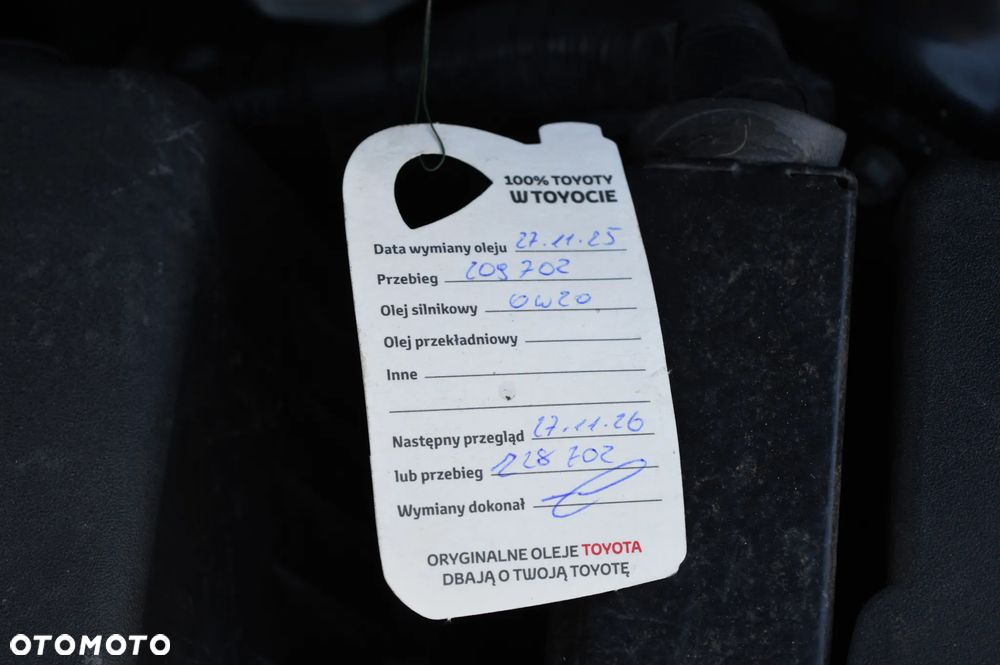 100% TOYOTY
W TOYOCIE
Data wymiany oleju 27.11.25
Przebieg 209 702
Olej silnikowy 0W20
Olej przekładniowy
Inne
Następny przegląd 27.11.26
lub przebieg 228 702
Wymiany dokonał
ORYGINALNE OLEJE TOYOTA
DBAJĄ O TWOJĄ TOYOTĘ
OTOMOTO